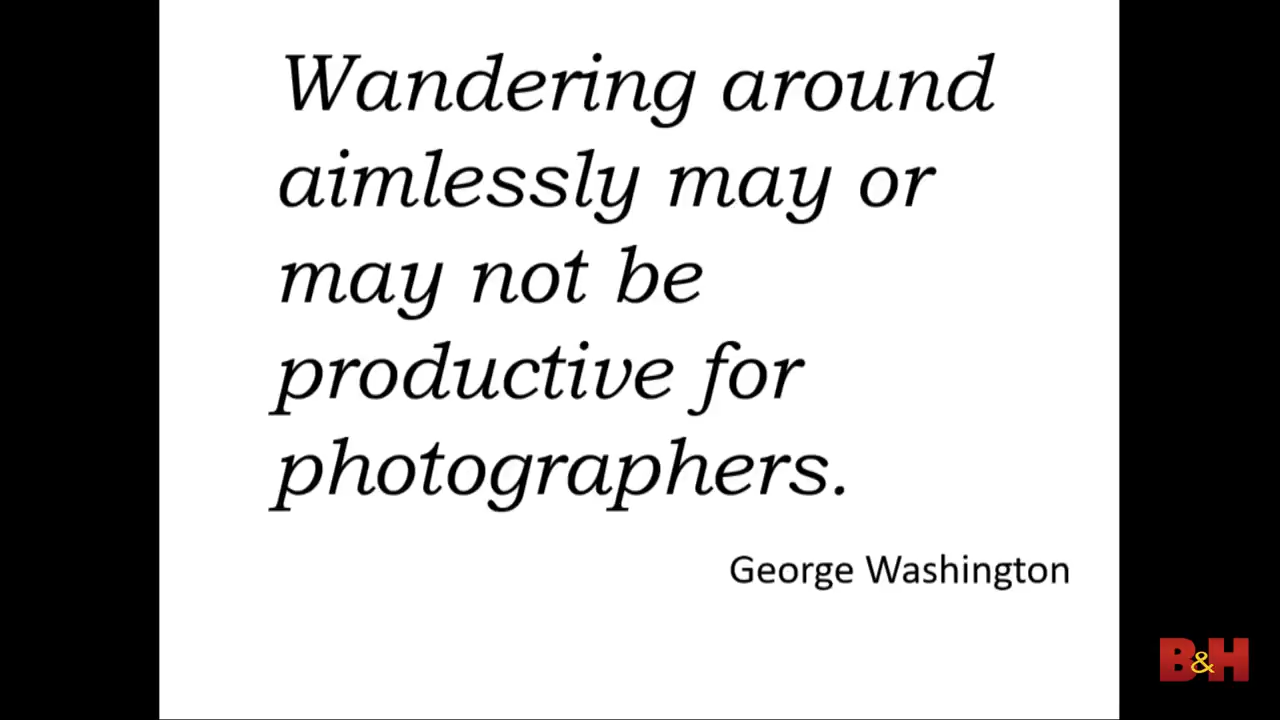 Wandering around
aimlessly may or
may not be
productive for
photographers.
George Washington
B&H